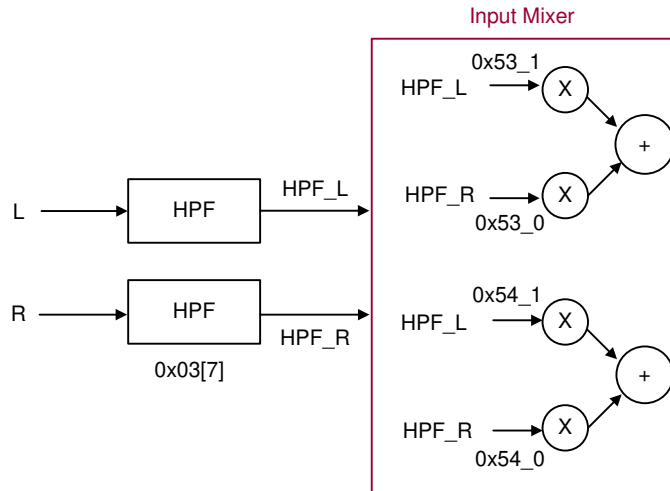 Input Mixer
0x53_1
HPF_L
X
+
HPF_R
X
0x53_0
L
HPF
HPF_L
R
HPF
HPF_R
0x03[7]
0x54_1
HPF_L
X
+
HPF_R
X
0x54_0